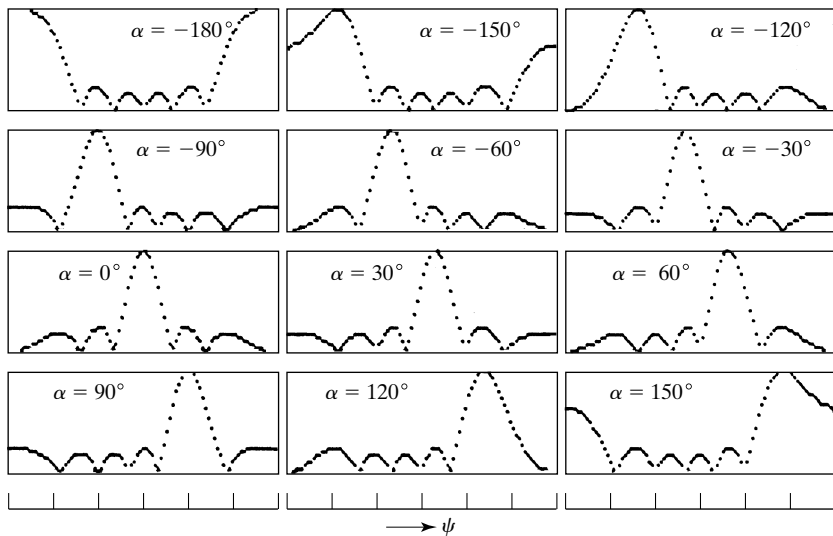 α = −180°
α = −150°
α = −120°
α = −90°
α = −60°
α = −30°
α = 0°
α = 30°
α = 60°
α = 90°
α = 120°
α = 150°
ψ